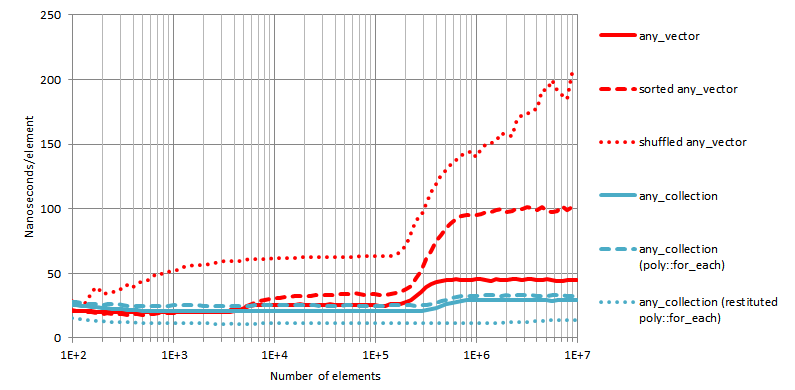 250
200
150
100
50
0
Nanoseconds/element
1E+2 1E+3 1E+4 1E+5 1E+6 1E+7
Number of elements
any_vector
sorted any_vector
shuffled any_vector
any_collection
any_collection
(poly::for_each)
any_collection (restituted
poly::for_each)